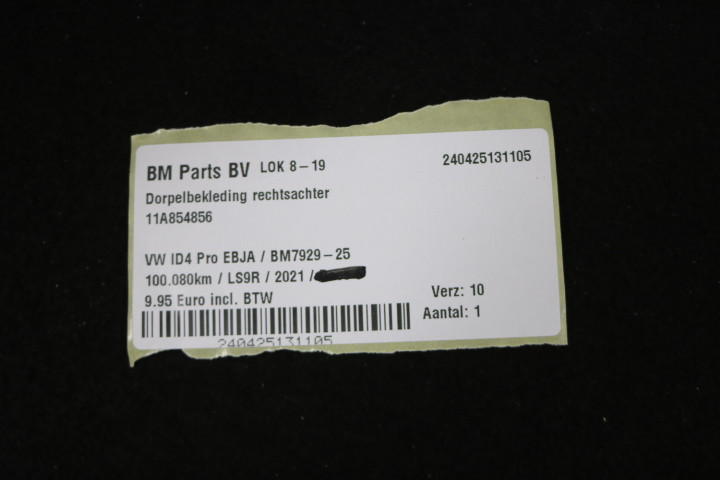 BM Parts BV LOK 8-19 240425131105
Dorpelbekleding rechtsachter
11A854856
VW ID4 Pro EBJA / BM7929-25
100.080km / LS9R / 2021 /
9.95 Euro incl. BTW
Verz: 10
Aantal: 1
240425131105